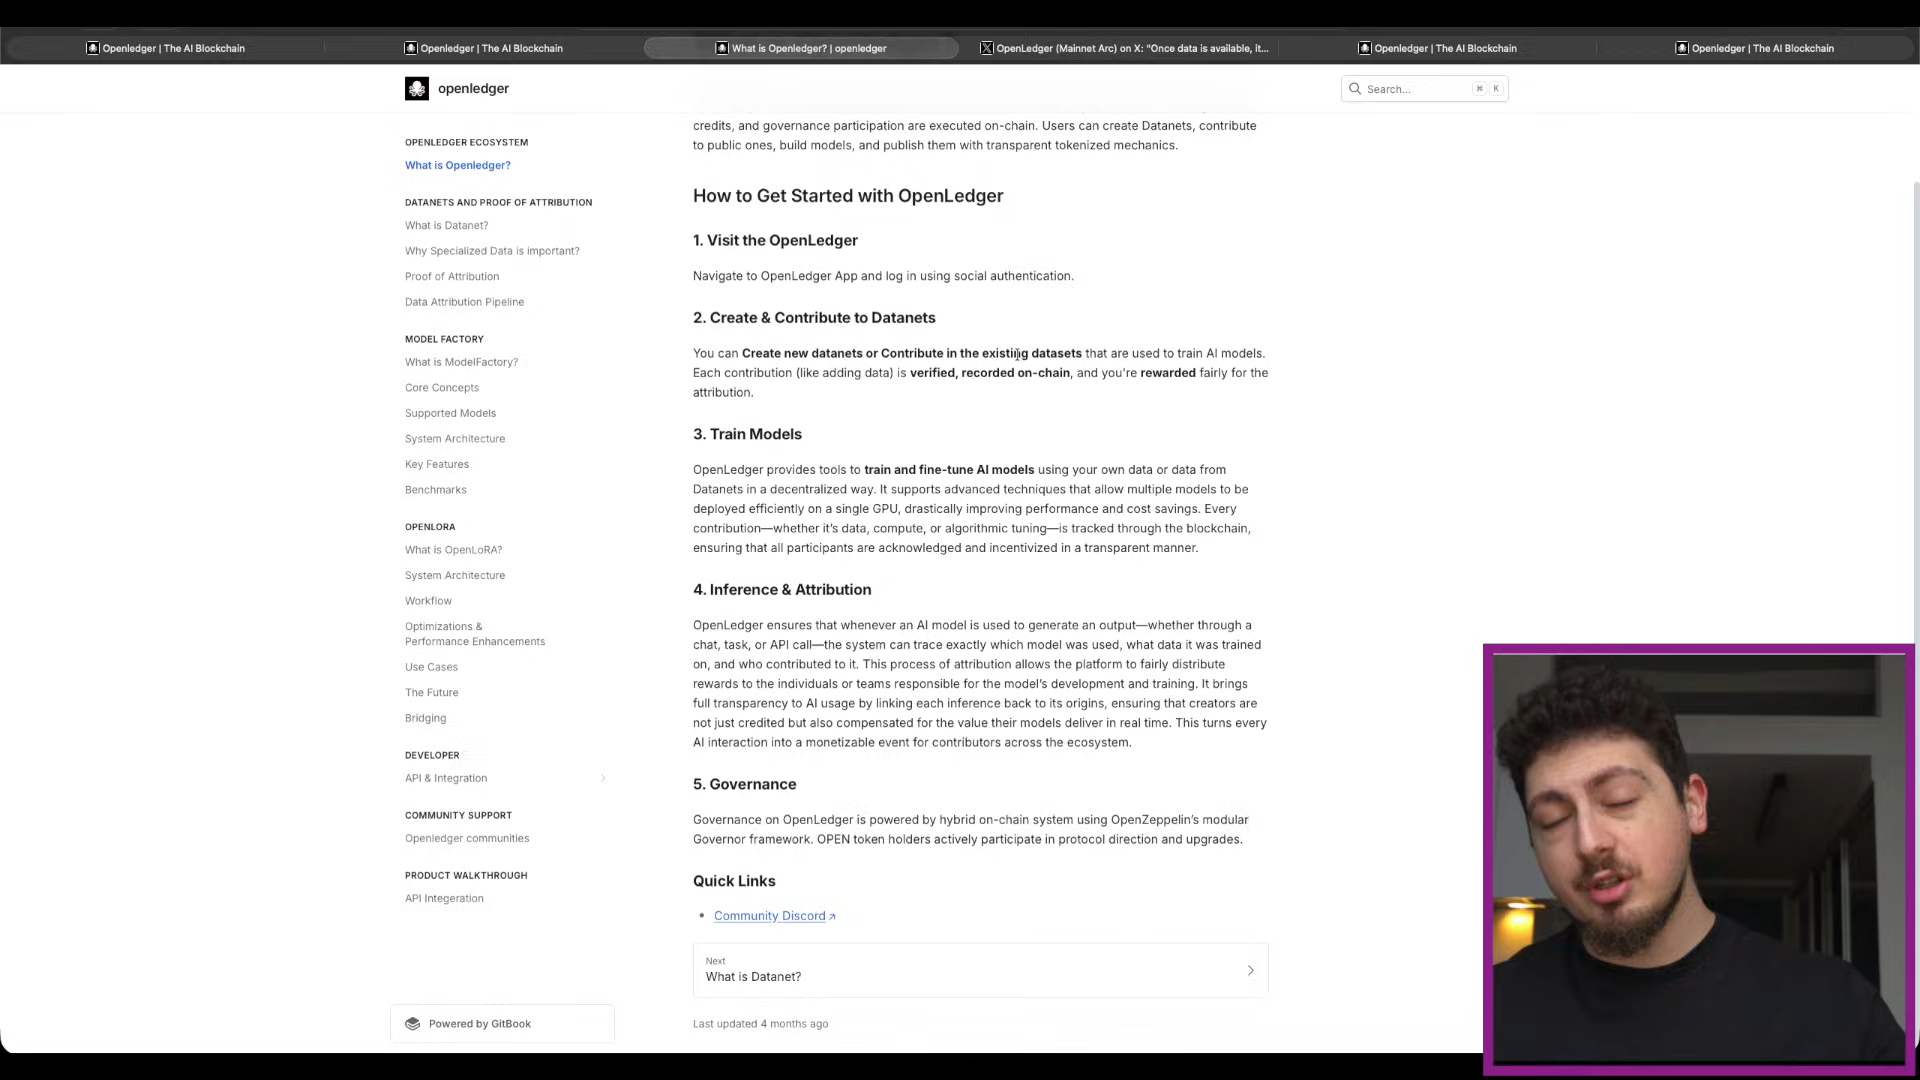 Openledger | The AI Blockchain
Openledger | The AI Blockchain
What is Openledger? | openledger
OpenLedger (Mainnet Arc) on X: "Once data is available, it...
Openledger | The AI Blockchain
Openledger | The AI Blockchain
openledger
Search...
⌘ K
OPENLEDGER ECOSYSTEM
What is Openledger?
DATANETS AND PROOF OF ATTRIBUTION
What is Datanet?
Why Specialized Data is important?
Proof of Attribution
Data Attribution Pipeline
MODEL FACTORY
What is ModelFactory?
Core Concepts
Supported Models
System Architecture
Key Features
Benchmarks
OPENLORA
What is OpenLoRA?
System Architecture
Workflow
Optimizations &
Performance Enhancements
Use Cases
The Future
Bridging
DEVELOPER
API & Integration
COMMUNITY SUPPORT
Openledger communities
PRODUCT WALKTHROUGH
API Integeration
Powered by GitBook
credits, and governance participation are executed on-chain. Users can create Datanets, contribute
to public ones, build models, and publish them with transparent tokenized mechanics.
How to Get Started with OpenLedger
1. Visit the OpenLedger
Navigate to OpenLedger App and log in using social authentication.
2. Create & Contribute to Datanets
You can Create new datanets or Contribute in the existing datasets that are used to train AI models.
Each contribution (like adding data) is verified, recorded on-chain, and you're rewarded fairly for the
attribution.
3. Train Models
OpenLedger provides tools to train and fine-tune AI models using your own data or data from
Datanets in a decentralized way. It supports advanced techniques that allow multiple models to be
deployed efficiently on a single GPU, drastically improving performance and cost savings. Every
contribution—whether it's data, compute, or algorithmic tuning—is tracked through the blockchain,
ensuring that all participants are acknowledged and incentivized in a transparent manner.
4. Inference & Attribution
OpenLedger ensures that whenever an AI model is used to generate an output—whether through a
chat, task, or API call—the system can trace exactly which model was used, what data it was trained
on, and who contributed to it. This process of attribution allows the platform to fairly distribute
rewards to the individuals or teams responsible for the model's development and training. It brings
full transparency to AI usage by linking each inference back to its origins, ensuring that creators are
not just credited but also compensated for the value their models deliver in real time. This turns every
AI interaction into a monetizable event for contributors across the ecosystem.
5. Governance
Governance on OpenLedger is powered by hybrid on-chain system using OpenZeppelin's modular
Governor framework. OPEN token holders actively participate in protocol direction and upgrades.
Quick Links
Community Discord
Next
What is Datanet?
Last updated 4 months ago